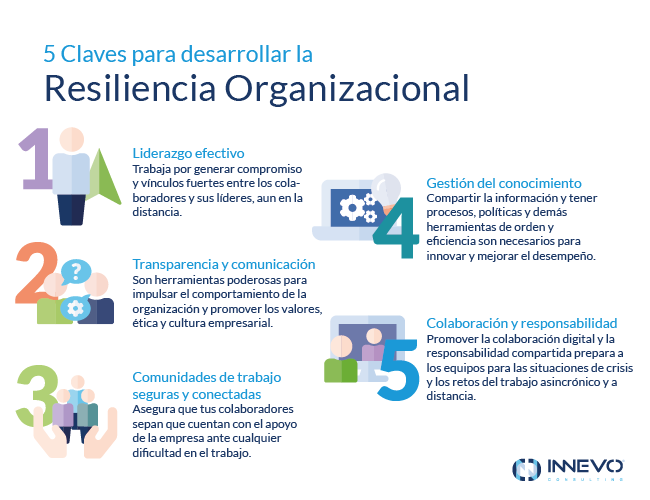 5 Claves para desarrollar la
Resiliencia Organizacional
1
Liderazgo efectivo
Trabaja por generar compromiso
y vínculos fuertes entre los cola-
boradores y sus líderes, aun en la
distancia.
2
?
Transparencia y comunicación
Son herramientas poderosas para
impulsar el comportamiento de la
organización y promover los valores,
ética y cultura empresarial.
3
Comunidades de trabajo
seguras y conectadas
Asegura que tus colaboradores
sepan que cuentan con el apoyo
de la empresa ante cualquier
dificultad en el trabajo.
4
Gestión del conocimiento
Compartir la información y tener
procesos, políticas y demás
herramientas de orden y
eficiencia son necesarios para
innovar y mejorar el desempeño.
5
Colaboración y responsabilidad
Promover la colaboración digital y la
responsabilidad compartida prepara a
los equipos para las situaciones de crisis
y los retos del trabajo asincrónico y a
distancia.
INNEVO
CONSULTING